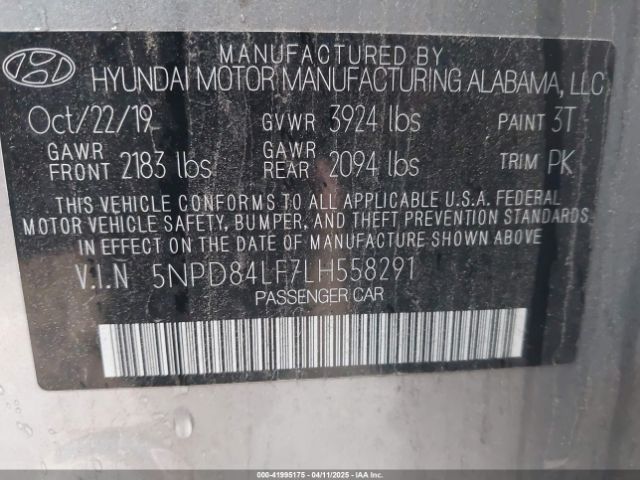 MANUFACTURED BY
HYUNDAI MOTOR MANUFACTURING ALABAMA, LLC
Oct/22/19 GVWR 3924 lbs PAINT 3T
GAWR FRONT 2183 lbs GAWR REAR 2094 lbs TRIM PK
THIS VEHICLE CONFORMS TO ALL APPLICABLE U.S.A. FEDERAL
MOTOR VEHICLE SAFETY, BUMPER, AND THEFT PREVENTION STANDARDS
IN EFFECT ON THE DATE OF MANUFACTURE SHOWN ABOVE
V.I.N 5NPD84LF7LH558291
PASSENGER CAR
000-41995175 - 04/11/2025 - IAAI.COM